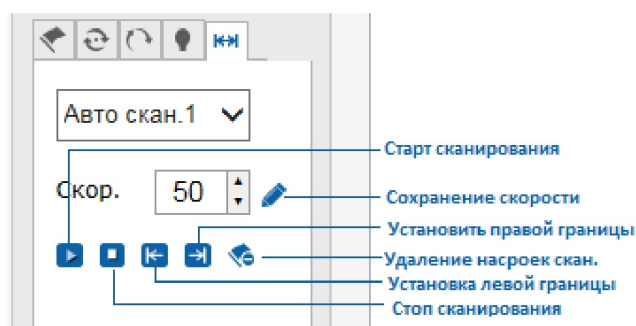 Авто скан.1
Старт сканирования
Скор. 50
Сохранение скорости
Установить правой границы
Удаление насроек скан.
Установка левой границы
Стоп сканирования